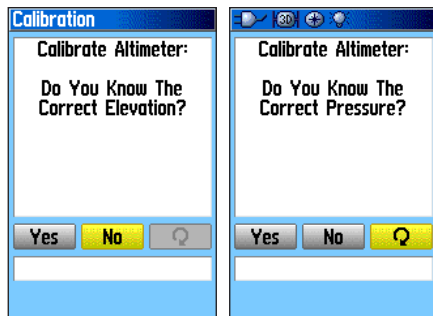 Calibration
Calibrate Altimeter:
Do You Know The
Correct Elevation?
Yes
No
3D
Calibrate Altimeter:
Do You Know The
Correct Pressure?
Yes
No